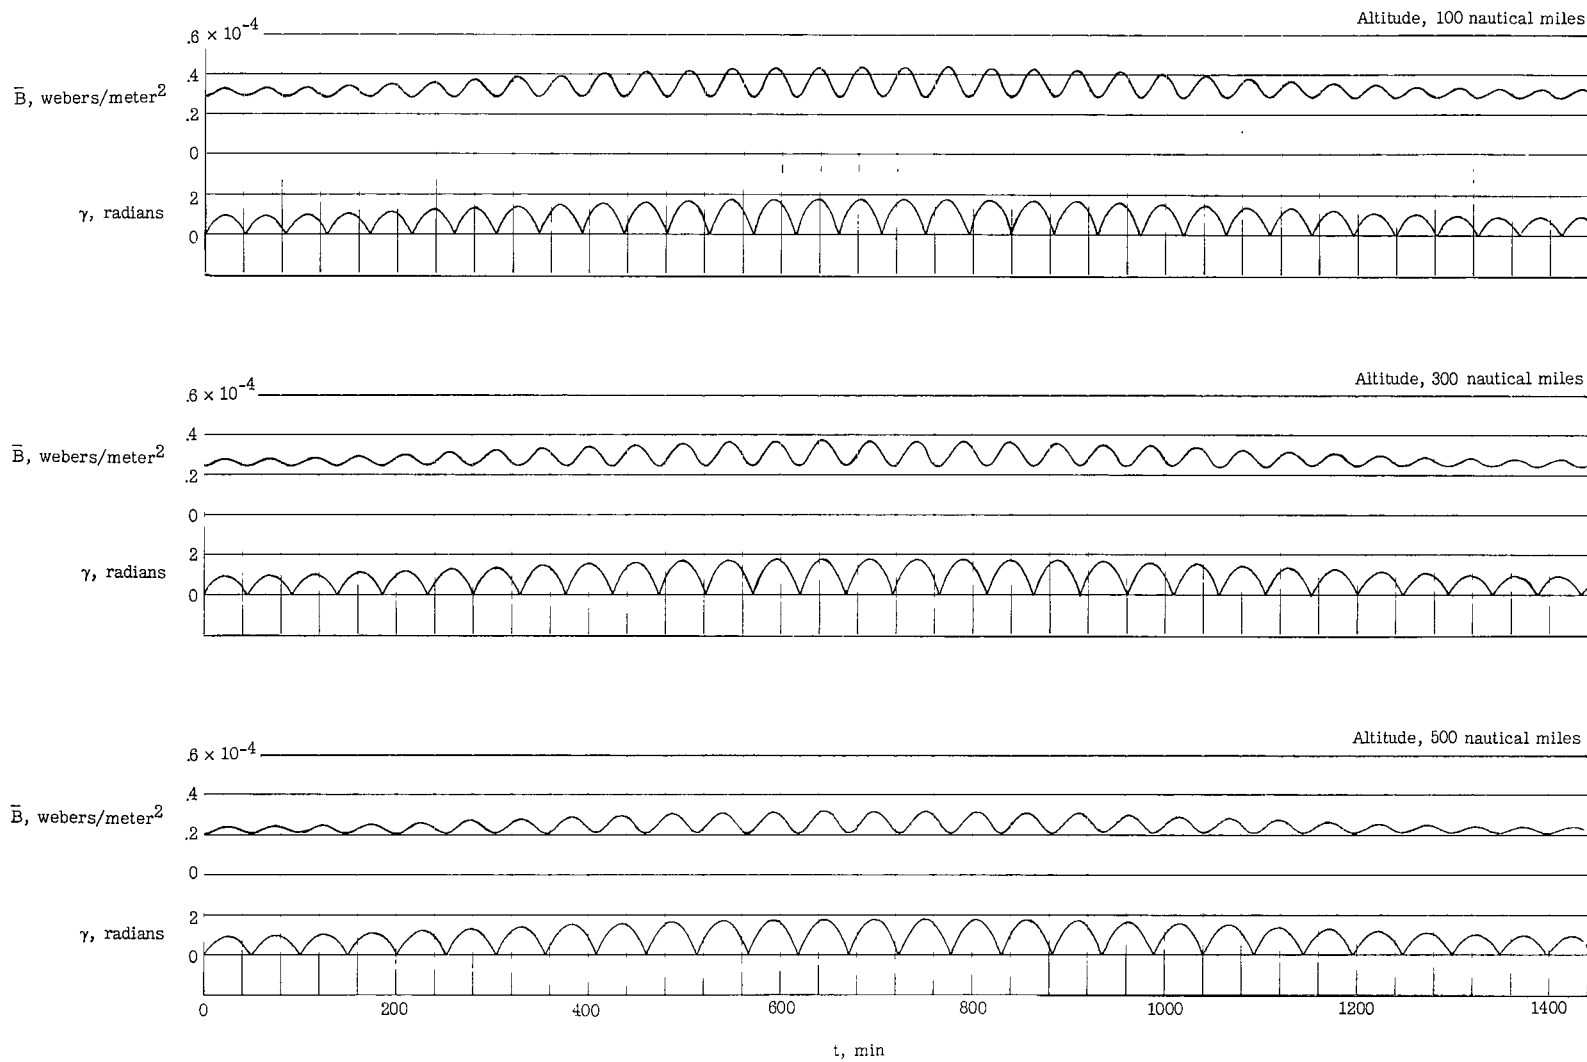 Altitude, 100 nautical miles
.6 × 10⁻⁴
.4
B̅, webers/meter²
.2
0
2
γ, radians
0
Altitude, 300 nautical miles
.6 × 10⁻⁴
.4
B̅, webers/meter²
.2
0
2
γ, radians
0
Altitude, 500 nautical miles
.6 × 10⁻⁴
.4
B̅, webers/meter²
.2
0
2
γ, radians
0
0 200 400 600 800 1000 1200 1400
t, min